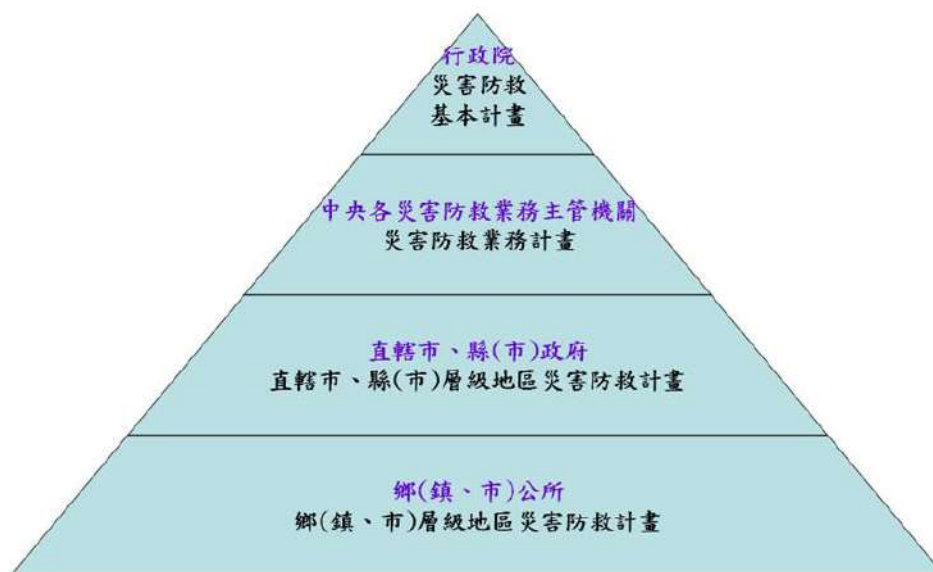 行政院
災害防救
基本計畫
中央各災害防救業務主管機關
災害防救業務計畫
直轄市、縣(市)政府
直轄市、縣(市)層級地區災害防救計畫
鄉(鎮、市)公所
鄉(鎮、市)層級地區災害防救計畫